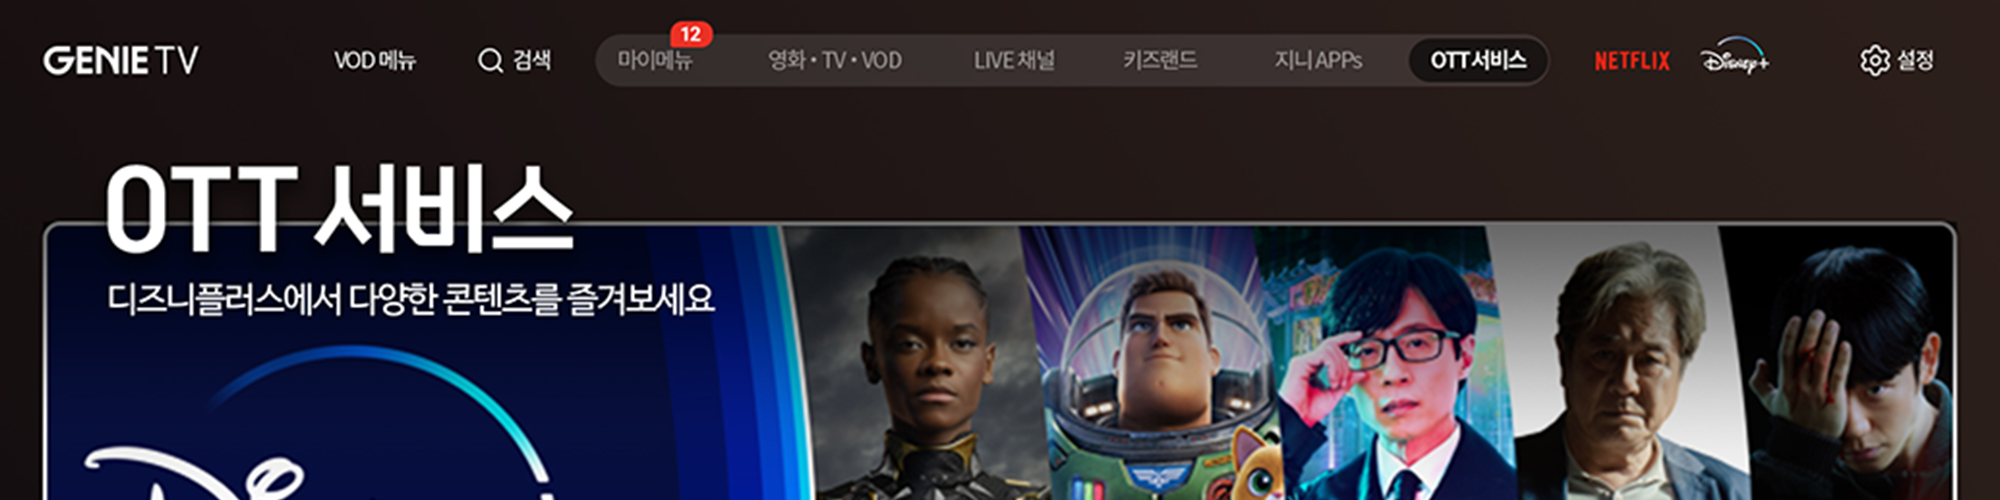 GENIE TV VOD 메뉴 검색 마이메뉴 12 영화 • TV • VOD LIVE 채널 키즈랜드 지니 APPs OTT 서비스 NETFLIX Disney+ 설정
OTT 서비스
디즈니플러스에서 다양한 콘텐츠를 즐겨보세요